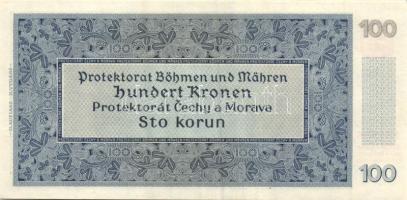 100
Protektorat Böhmen und Mähren
Hundert Kronen
Protektorát Čechy a Morava
Sto korun
100